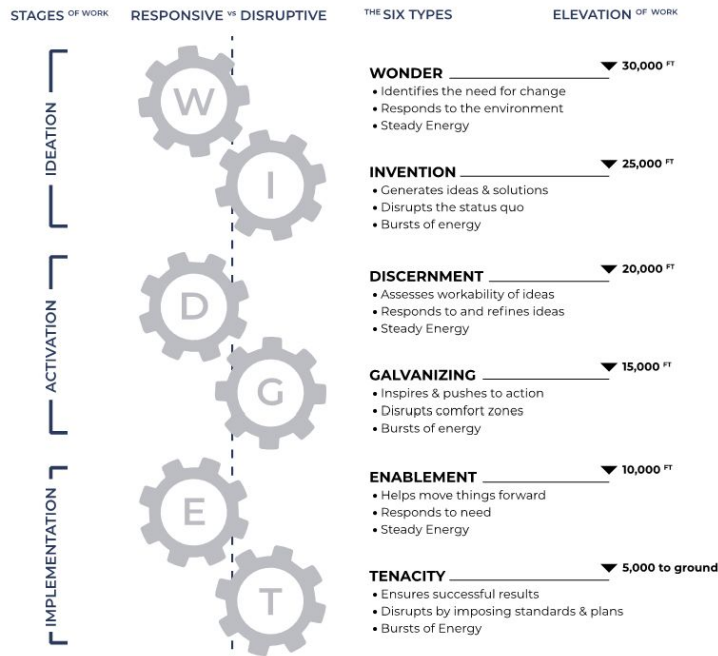 STAGES OF WORK
RESPONSIVE vs DISRUPTIVE
THE SIX TYPES
ELEVATION OF WORK
IDEATION
W
WONDER
30,000 FT
• Identifies the need for change
• Responds to the environment
• Steady Energy
I
INVENTION
25,000 FT
• Generates ideas & solutions
• Disrupts the status quo
• Bursts of energy
ACTIVATION
D
DISCERNMENT
20,000 FT
• Assesses workability of ideas
• Responds to and refines ideas
• Steady Energy
G
GALVANIZING
15,000 FT
• Inspires & pushes to action
• Disrupts comfort zones
• Bursts of energy
IMPLEMENTATION
E
ENABLEMENT
10,000 FT
• Helps move things forward
• Responds to need
• Steady Energy
T
TENACITY
5,000 to ground
• Ensures successful results
• Disrupts by imposing standards & plans
• Bursts of Energy